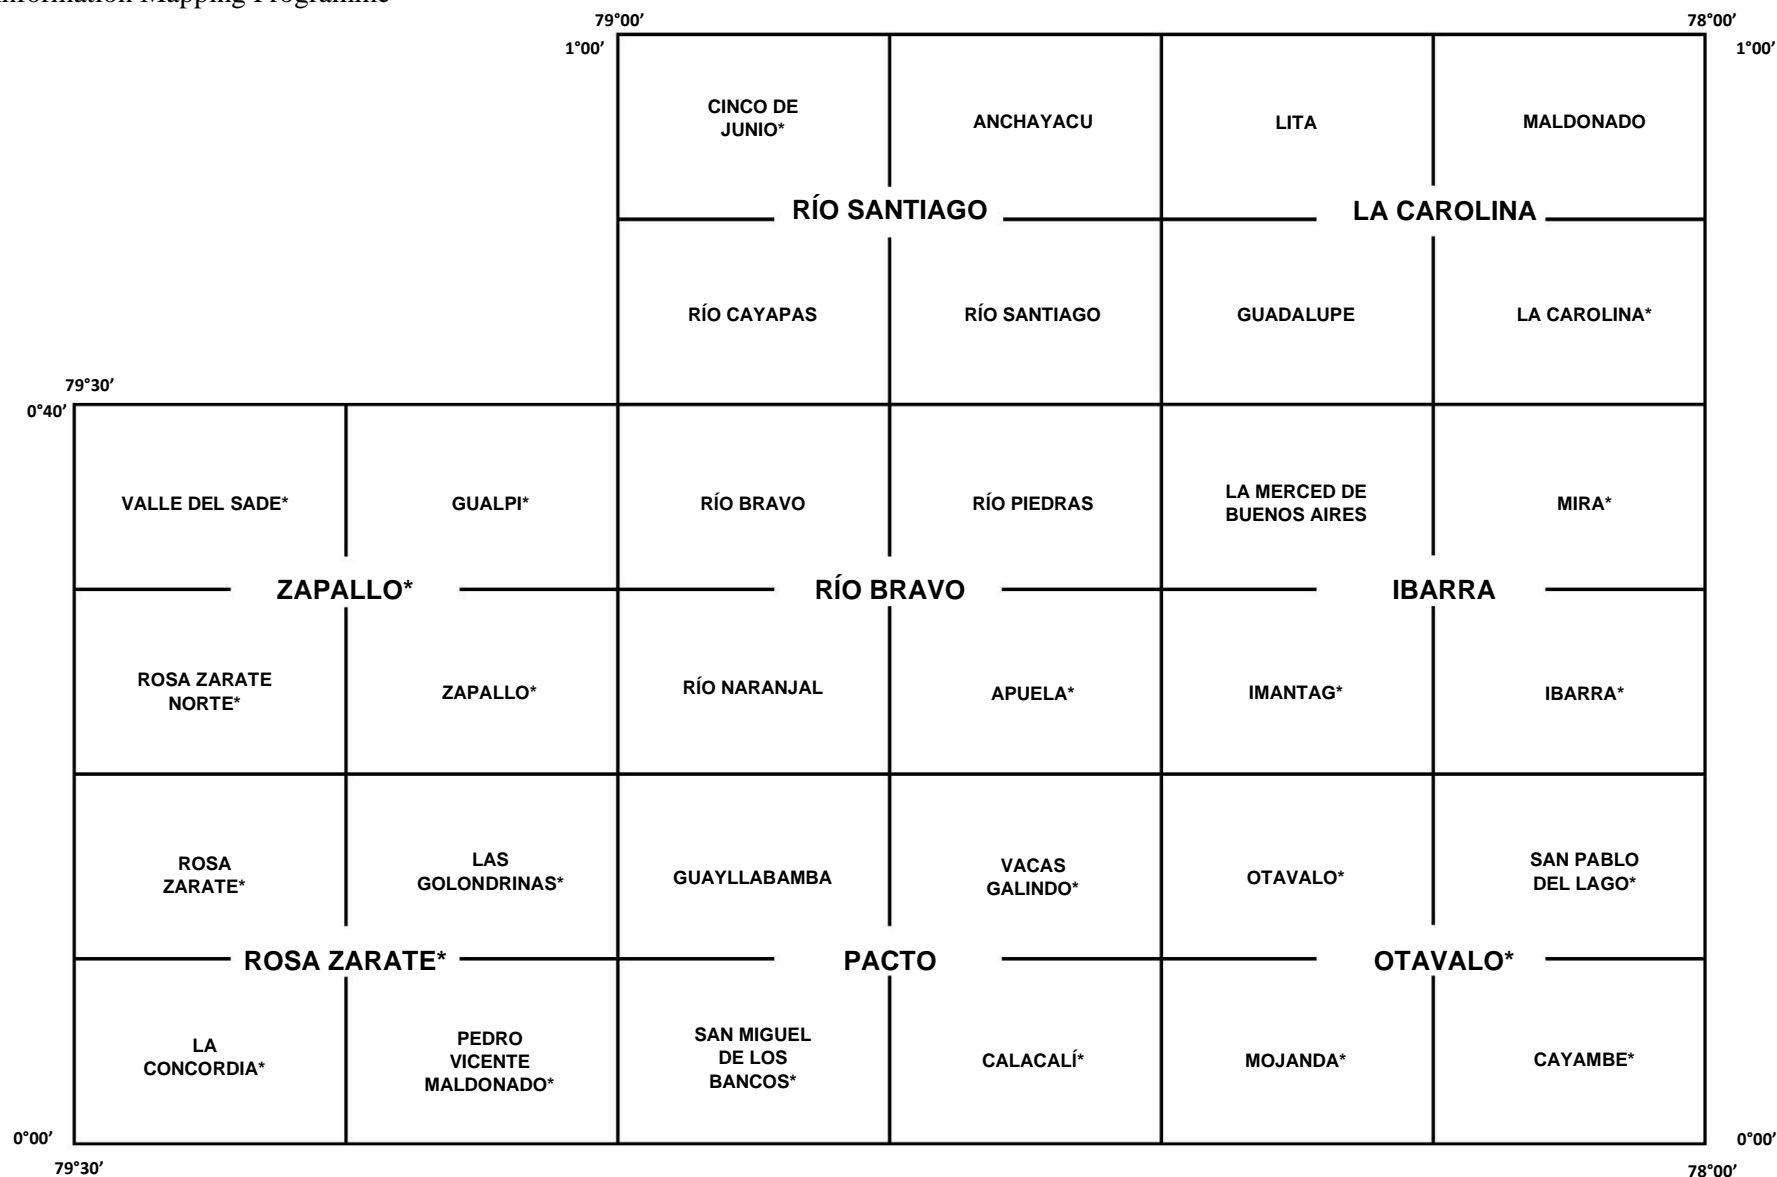 Information Mapping Programme
79°00’ 78°00’
1°00’ 1°00’
CINCO DE
JUNIO*
ANCHAYACU
LITA
MALDONADO
RÍO SANTIAGO
LA CAROLINA
RÍO CAYAPAS
RÍO SANTIAGO
GUADALUPE
LA CAROLINA*
79°30’
0°40’
VALLE DEL SADE*
GUALPI*
RÍO BRAVO
RÍO PIEDRAS
LA MERCED DE
BUENOS AIRES
MIRA*
ZAPALLO*
RÍO BRAVO
IBARRA
ROSA ZARATE
NORTE*
ZAPALLO*
RÍO NARANJAL
APUELA*
IMANTAG*
IBARRA*
ROSA
ZARATE*
LAS
GOLONDRINAS*
GUAYLLABAMBA
VACAS
GALINDO*
OTAVALO*
SAN PABLO
DEL LAGO*
ROSA ZARATE*
PACTO
OTAVALO*
LA
CONCORDIA*
PEDRO
VICENTE
MALDONADO*
SAN MIGUEL
DE LOS
BANCOS*
CALACALÍ*
MOJANDA*
CAYAMBE*
0°00’ 0°00’
79°30’ 78°00’